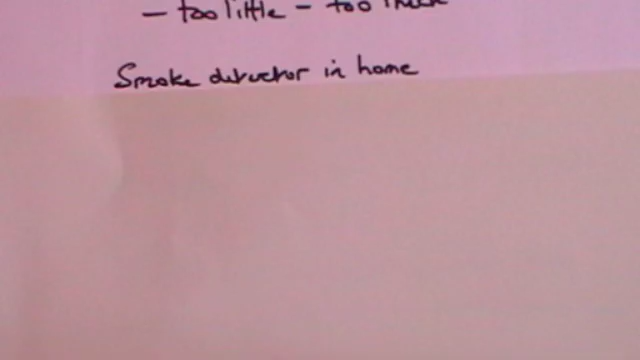 – too little – too
Smoke detector in home